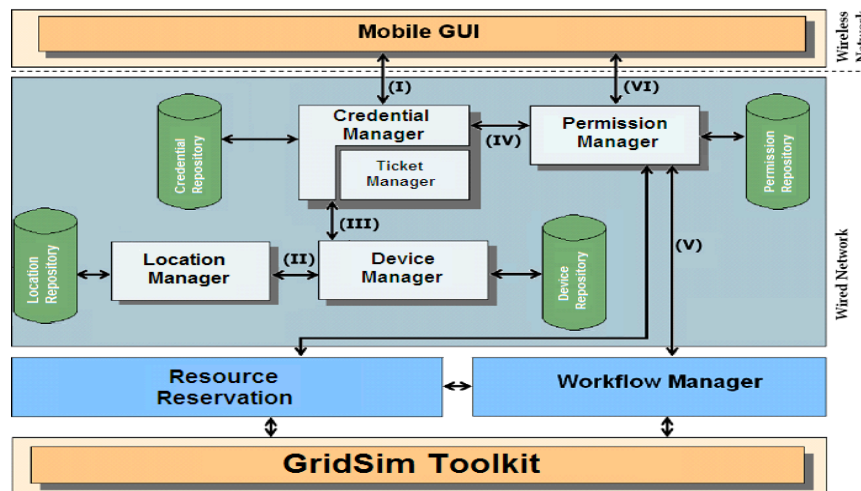 Mobile GUI
Wireless
Network
(I)
(VI)
Credential
Manager
Permission
Manager
(IV)
Ticket
Manager
Credential
Repository
Permission
Repository
(III)
(V)
Location
Repository
Location
Manager
(II)
Device
Manager
Device
Repository
Wired Network
Resource
Reservation
Workflow Manager
GridSim Toolkit